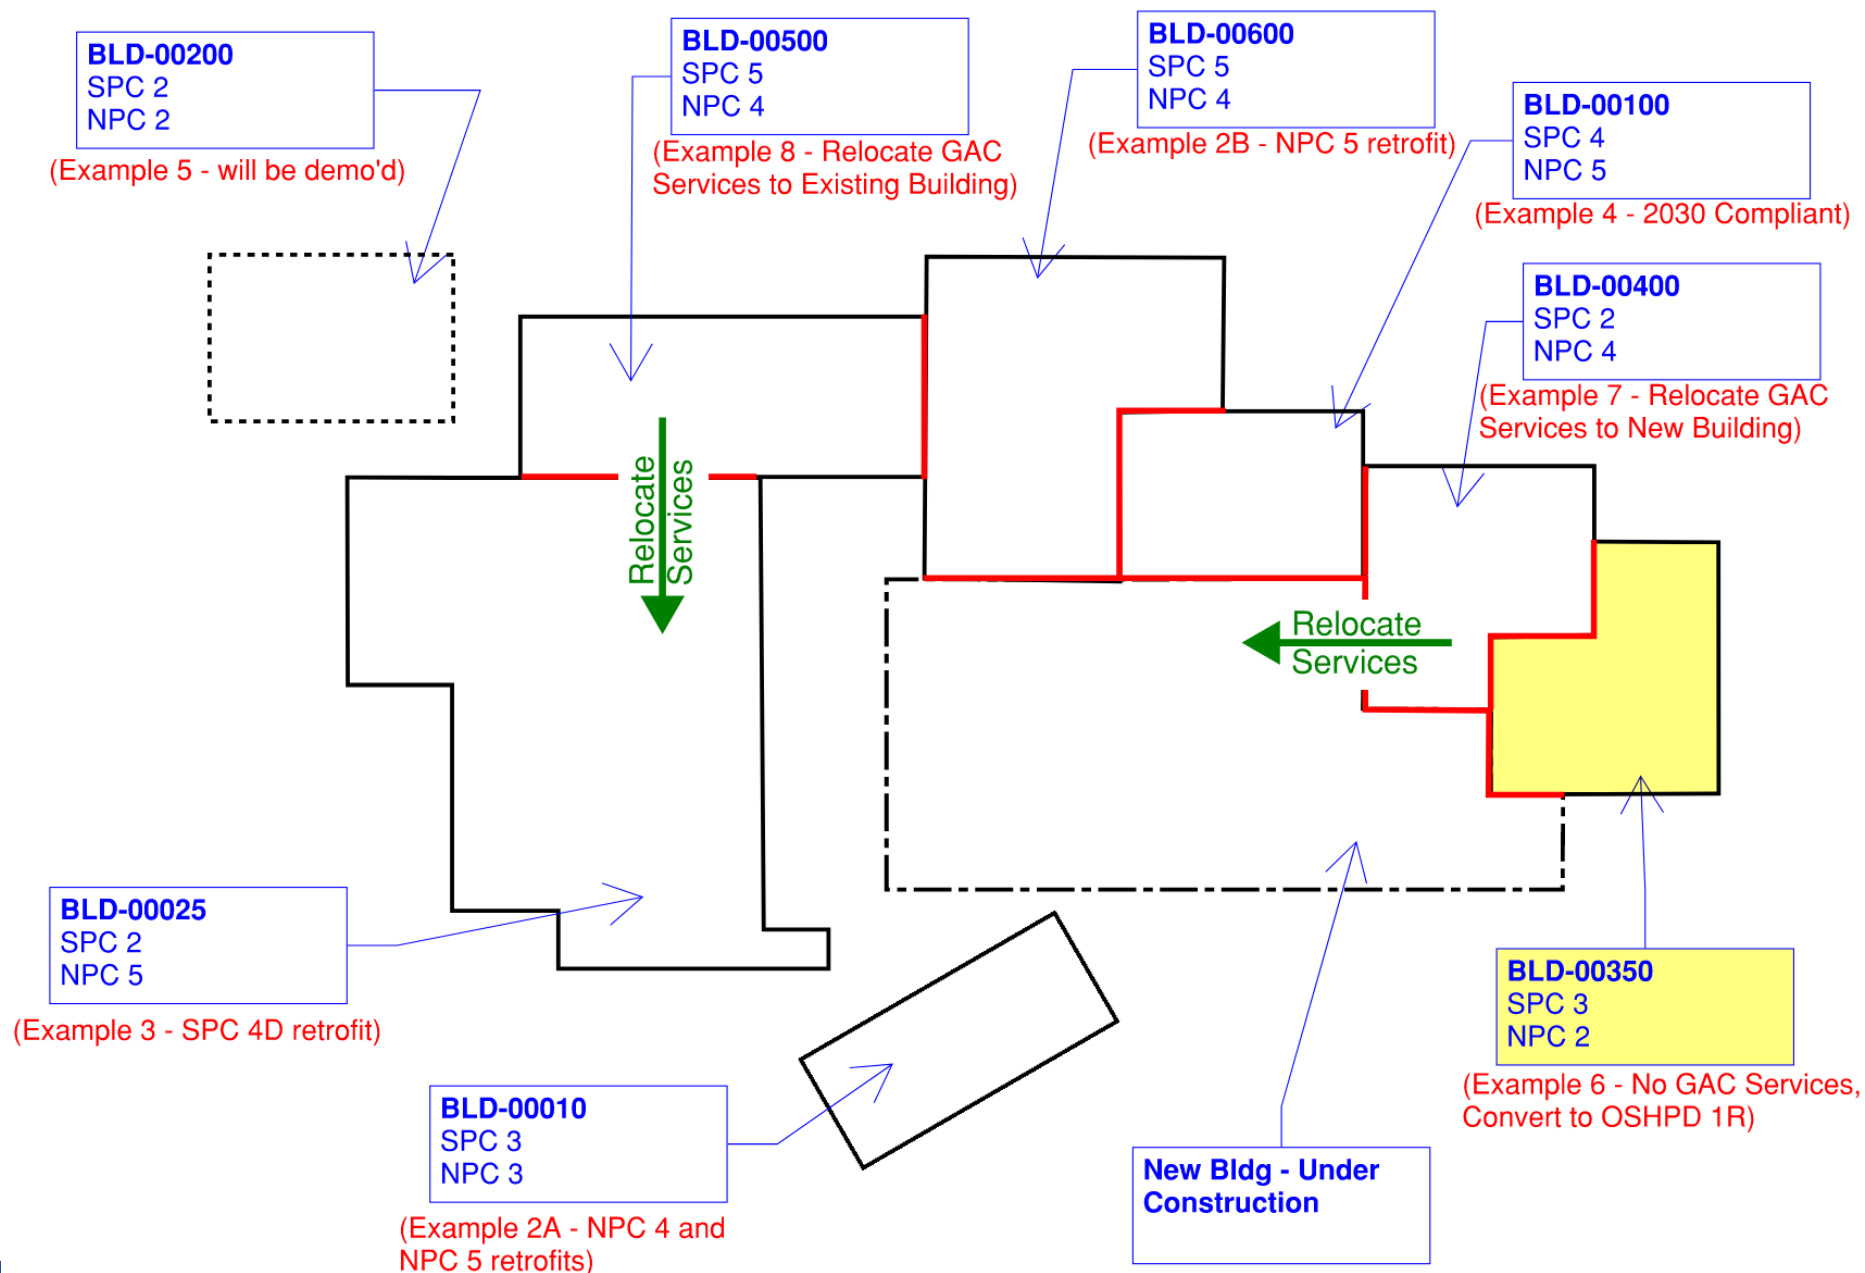 BLD-00200
SPC 2
NPC 2
(Example 5 - will be demo'd)
BLD-00500
SPC 5
NPC 4
(Example 8 - Relocate GAC
Services to Existing Building)
BLD-00600
SPC 5
NPC 4
(Example 2B - NPC 5 retrofit)
BLD-00100
SPC 4
NPC 5
(Example 4 - 2030 Compliant)
BLD-00400
SPC 2
NPC 4
(Example 7 - Relocate GAC
Services to New Building)
Relocate
Services
Relocate
Services
BLD-00025
SPC 2
NPC 5
(Example 3 - SPC 4D retrofit)
BLD-00010
SPC 3
NPC 3
(Example 2A - NPC 4 and
NPC 5 retrofits)
New Bldg - Under
Construction
BLD-00350
SPC 3
NPC 2
(Example 6 - No GAC Services,
Convert to OSHPD 1R)